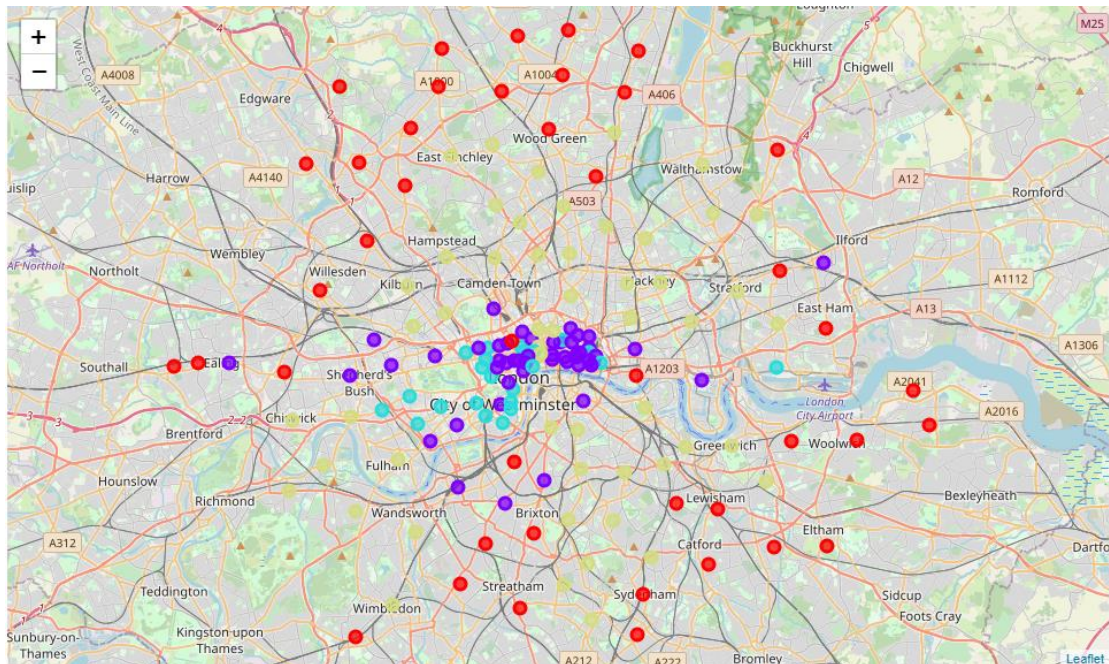 Loughton
M25
+
−
West Coast Main Line
A4008
Edgware
A1000
A1004
A406
Buckhurst
Hill
Chigwell
Harrow
A4140
East Finchley
Wood Green
Walthamstow
A12
Romford
A503
Wembley
Hampstead
Ilford
Northolt
Willesden
Kilburn
Camden Town
Hackney
Stratford
A1112
East Ham
A13
Southall
Ealing
Shepherd's
Bush
London
A1203
A1306
A2041
London
City Airport
City of Westminster
A2016
Chiswick
Brentford
Greenwich
Woolwich
Hounslow
Fulham
Richmond
Wandsworth
Brixton
Lewisham
Bexleyheath
A312
Eltham
Catford
Teddington
Streatham
Sydenham
Sidcup
Wimbledon
Foots Cray
Sunbury-on-
Thames
Kingston upon
Thames
A212
A222
Bromley
Leaflet